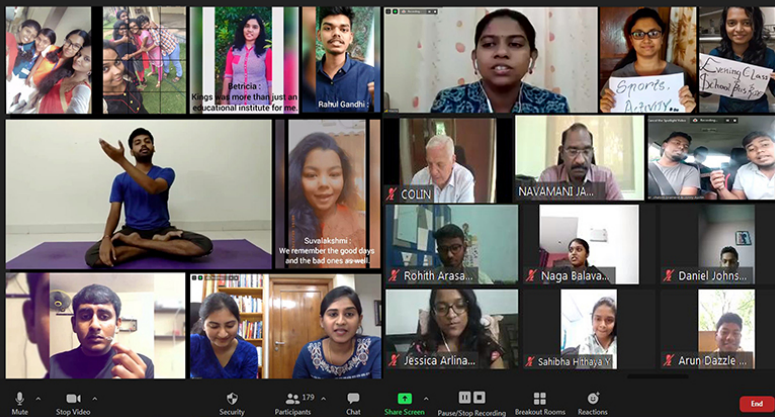 Betricia :
Kings was more than just an
educational institute for me.
Rahul Gandhi :
Sports
Activity
Evening Class
COLIN
NAVAMANI JA...
Suvalakshmi :
We remember the good days
and the bad ones as well.
Rohith Arasa...
Naga Balava...
Daniel Johns...
Jessica Arlina...
Sahibha Hithaya Y.
Arun Dazzle ...
Mute
Stop Video
Security
Participants
179
Chat
Share Screen
Pause/Stop Recording
Breakout Rooms
Reactions
End